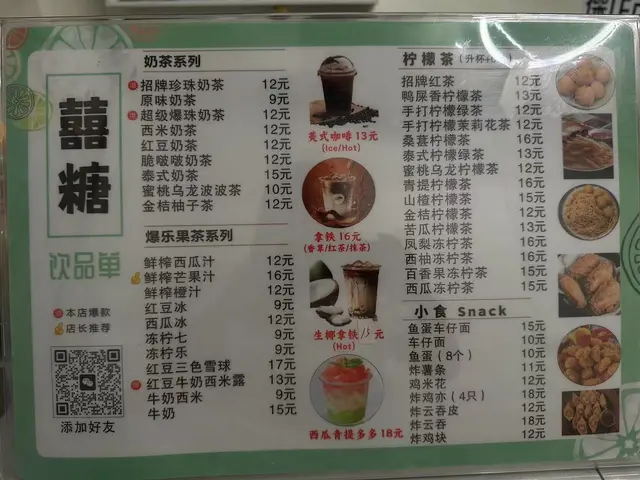 囍糖
饮品单
本店爆款
店长推荐
添加好友
奶茶系列
招牌珍珠奶茶 12元
原味奶茶 9元
超级爆珠奶茶 12元
西米奶茶 12元
红豆奶茶 12元
脆啵啵奶茶 12元
泰式奶茶 15元
蜜桃乌龙波波茶 10元
金桔柚子茶 12元
爆乐果茶系列
鲜榨西瓜汁 12元
鲜榨芒果汁 16元
鲜榨橙汁 12元
红豆冰 9元
西瓜冰 12元
冻柠七 9元
冻柠乐 9元
红豆三色雪球 17元
红豆牛奶西米露 13元
牛奶西米 9元
牛奶 15元
美式咖啡 13元
(Ice/Hot)
拿铁 16元
(香草/红茶/抹茶)
生椰拿铁 15元
(Hot)
西瓜青提多多 18元
柠檬茶
招牌红茶 12元
鸭屎香柠檬茶 13元
手打柠檬绿茶 12元
手打柠檬茉莉花茶 12元
桑葚柠檬茶 16元
泰式柠檬绿茶 13元
蜜桃乌龙柠檬茶 12元
青提柠檬茶 16元
山楂柠檬茶 15元
金桔柠檬茶 12元
苦瓜柠檬茶 13元
凤梨冻柠茶 16元
西柚冻柠茶 16元
百香果冻柠茶 15元
西瓜冻柠茶 15元
小食 Snack
鱼蛋车仔面 15元
车仔面 10元
鱼蛋（8个） 10元
炸薯条 11元
鸡米花 12元
炸鸡亦（4只） 18元
炸云吞皮 12元
炸云吞 18元
炸鸡块 12元